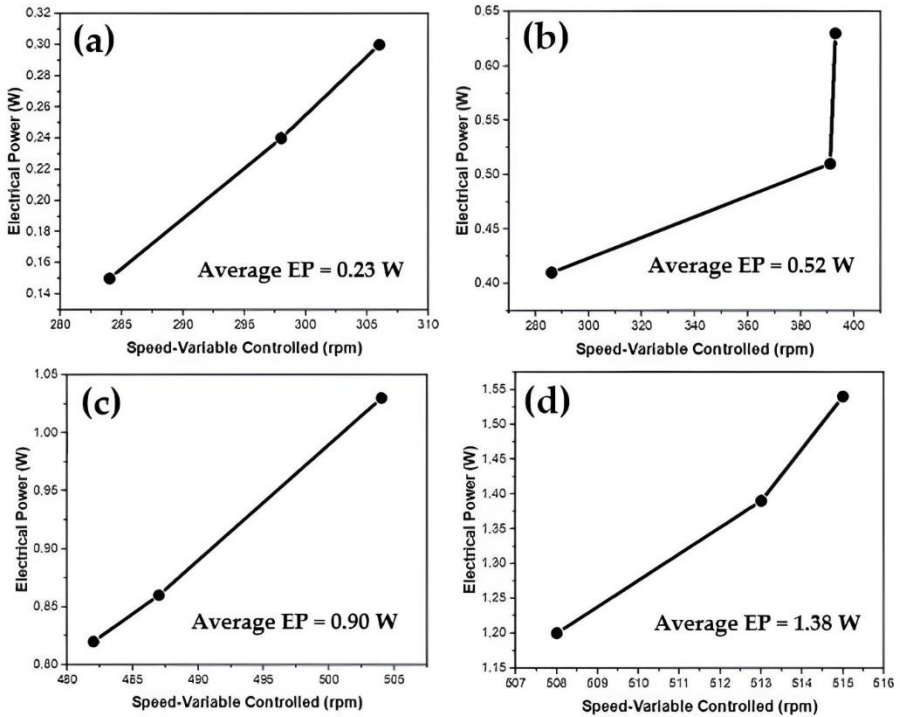 (a)
0,32
0,30
0,28
0,26
0,24
0,22
0,20
0,18
0,16
0,14
Electrical Power (W)
Average EP = 0.23 W
280 285 290 295 300 305 310
Speed-Variable Controlled (rpm)
(b)
0,65
0,60
0,55
0,50
0,45
0,40
Electrical Power (W)
Average EP = 0.52 W
280 300 320 340 360 380 400
Speed-Variable Controlled (rpm)
(c)
1,05
1,00
0,95
0,90
0,85
0,80
Electrical Power (W)
Average EP = 0.90 W
480 485 490 495 500 505
Speed-Variable Controlled (rpm)
(d)
1,55
1,50
1,45
1,40
1,35
1,30
1,25
1,20
1,15
Electrical Power (W)
Average EP = 1.38 W
507 508 509 510 511 512 513 514 515 516
Speed-Variable Controlled (rpm)